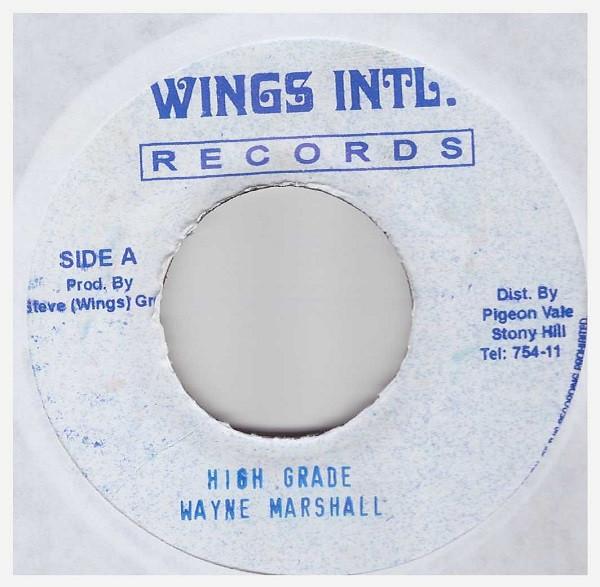 WINGS INTL.
RECORDS
SIDE A
Prod. By
Steve (Wings) Gr
Dist. By
Pigeon Vale
Stony Hill
Tel: 754-11
HIGH GRADE
WAYNE MARSHALL